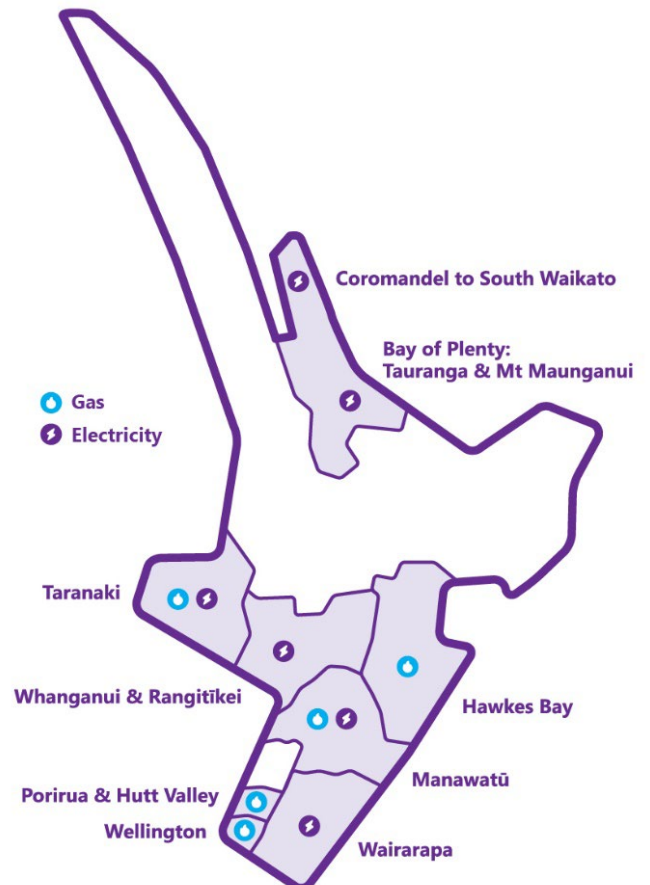 Coromandel to South Waikato
Bay of Plenty:
Tauranga & Mt Maunganui
Gas
Electricity
Taranaki
Whanganui & Rangitīkei
Hawkes Bay
Manawatū
Porirua & Hutt Valley
Wellington
Wairarapa